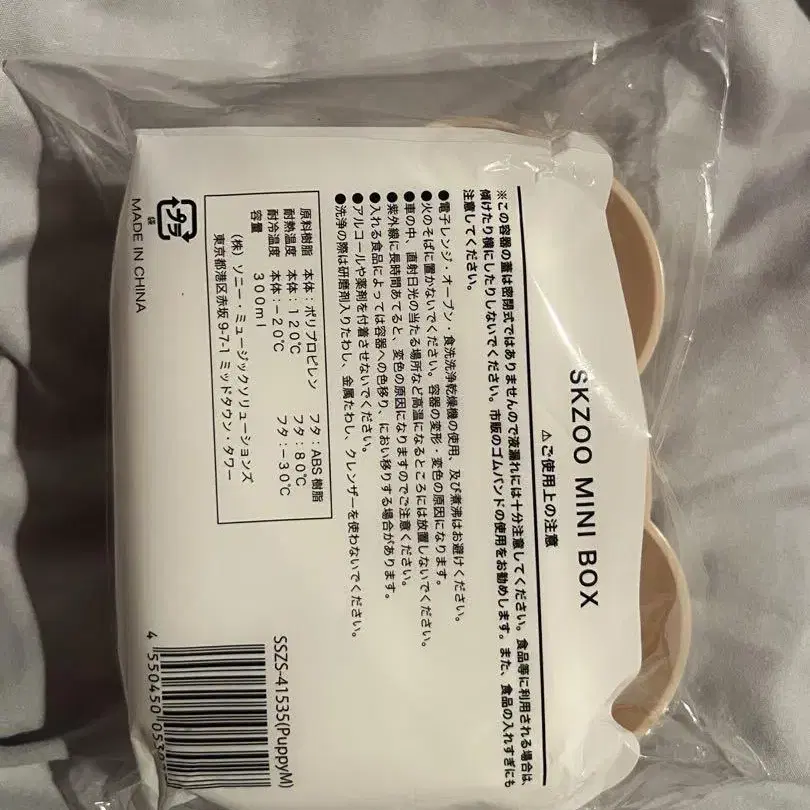 SKZOO MINI BOX
⚠ご使用上の注意
※この容器の蓋は密閉式ではありませんので液漏れには十分注意してください。食品等に利用される場合は、
傾けたり横にしたりしないでください。市販のゴムバンドの使用をお勧めします。また、食品の入れすぎにも
注意してください。
●電子レンジ・オーブン・食洗洗浄乾燥機の使用、及び煮沸はお避けください。
●火のそばに置かないでください。容器の変形・変色の原因になります。
●車の中、直射日光の当たる場所など高温になるところには放置しないでください。
●紫外線に長時間あてると、変色の原因になりますのでご注意ください。
●入れる食品によっては容器への色移り、におい移りする場合があります。
●アルコールや薬剤を付着させないでください。
●洗浄の際は研磨剤入りたわし、金属たわし、クレンザーを使わないでください。
原料樹脂 本体：ポリプロピレン フタ：ABS樹脂
耐熱温度 本体：120℃ フタ：80℃
耐冷温度 本体：−20℃ フタ：−30℃
容量 300ml
（株）ソニー・ミュージックソリューションズ
東京都港区赤坂9-7-1 ミッドタウン・タワー
プラ
袋
MADE IN CHINA
SSZS-41535(PuppyM)
4 550450 053